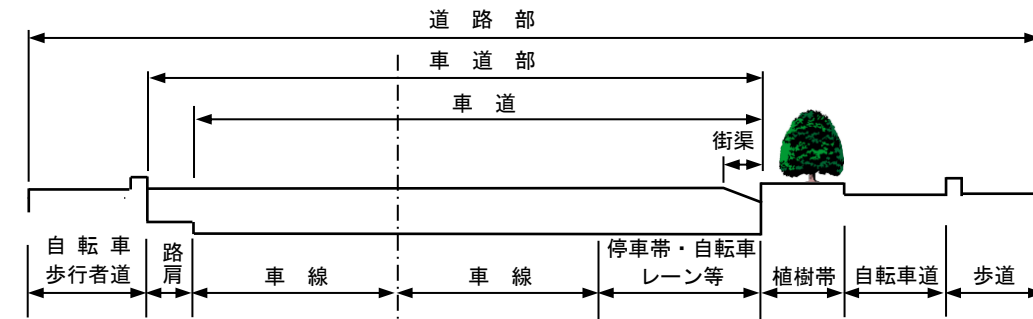 道路部
車道部
車道
街渠
自転車
歩行者道
路
肩
車線
車線
停車帯・自転車
レーン等
植樹帯
自転車道
歩道